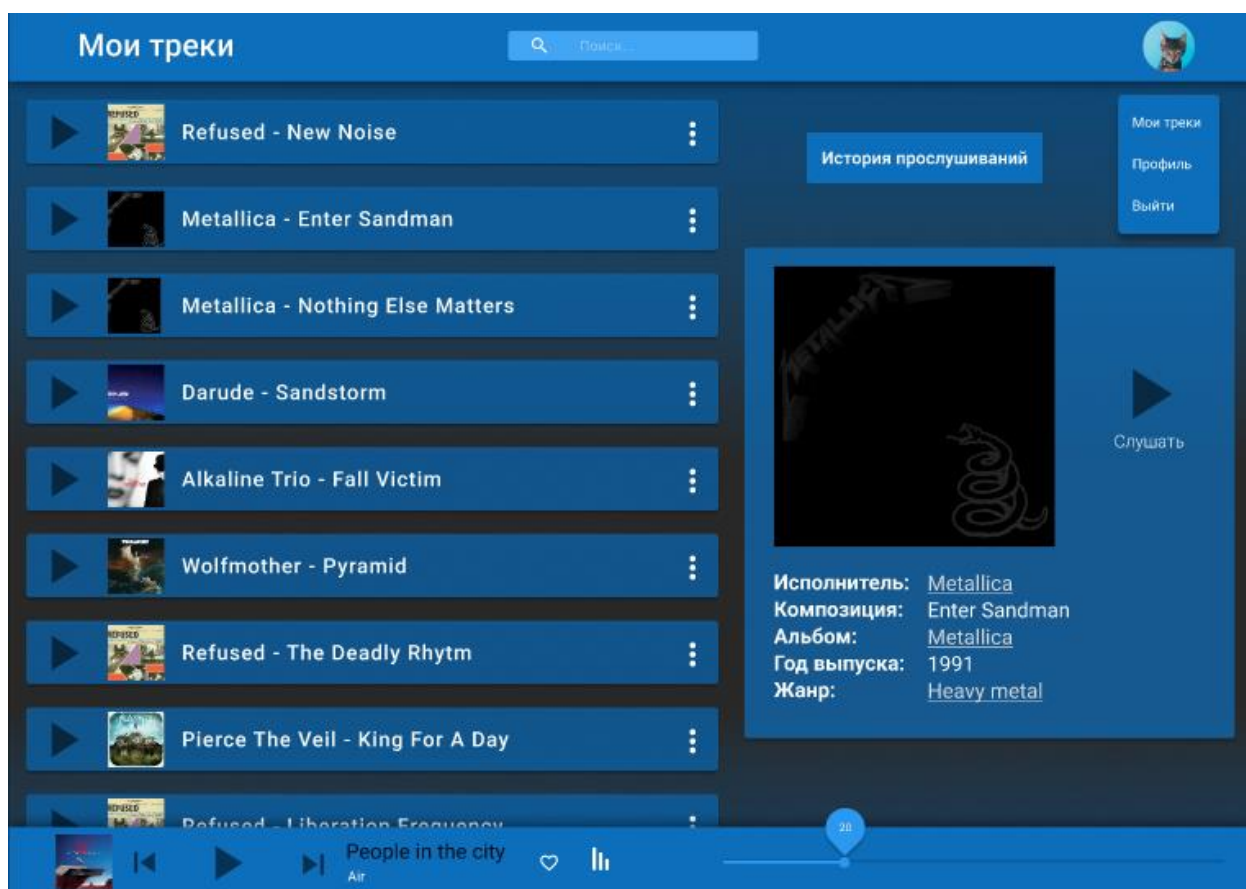 Мои треки
Поиск...
Refused - New Noise
Metallica - Enter Sandman
Metallica - Nothing Else Matters
Darude - Sandstorm
Alkaline Trio - Fall Victim
Wolfmother - Pyramid
Refused - The Deadly Rhytm
Pierce The Veil - King For A Day
Refused - Liberation Frequency
История прослушиваний
Мои треки
Профиль
Выйти
METALLICA
Слушать
Исполнитель: Metallica
Композиция: Enter Sandman
Альбом: Metallica
Год выпуска: 1991
Жанр: Heavy metal
People in the city
Air
20